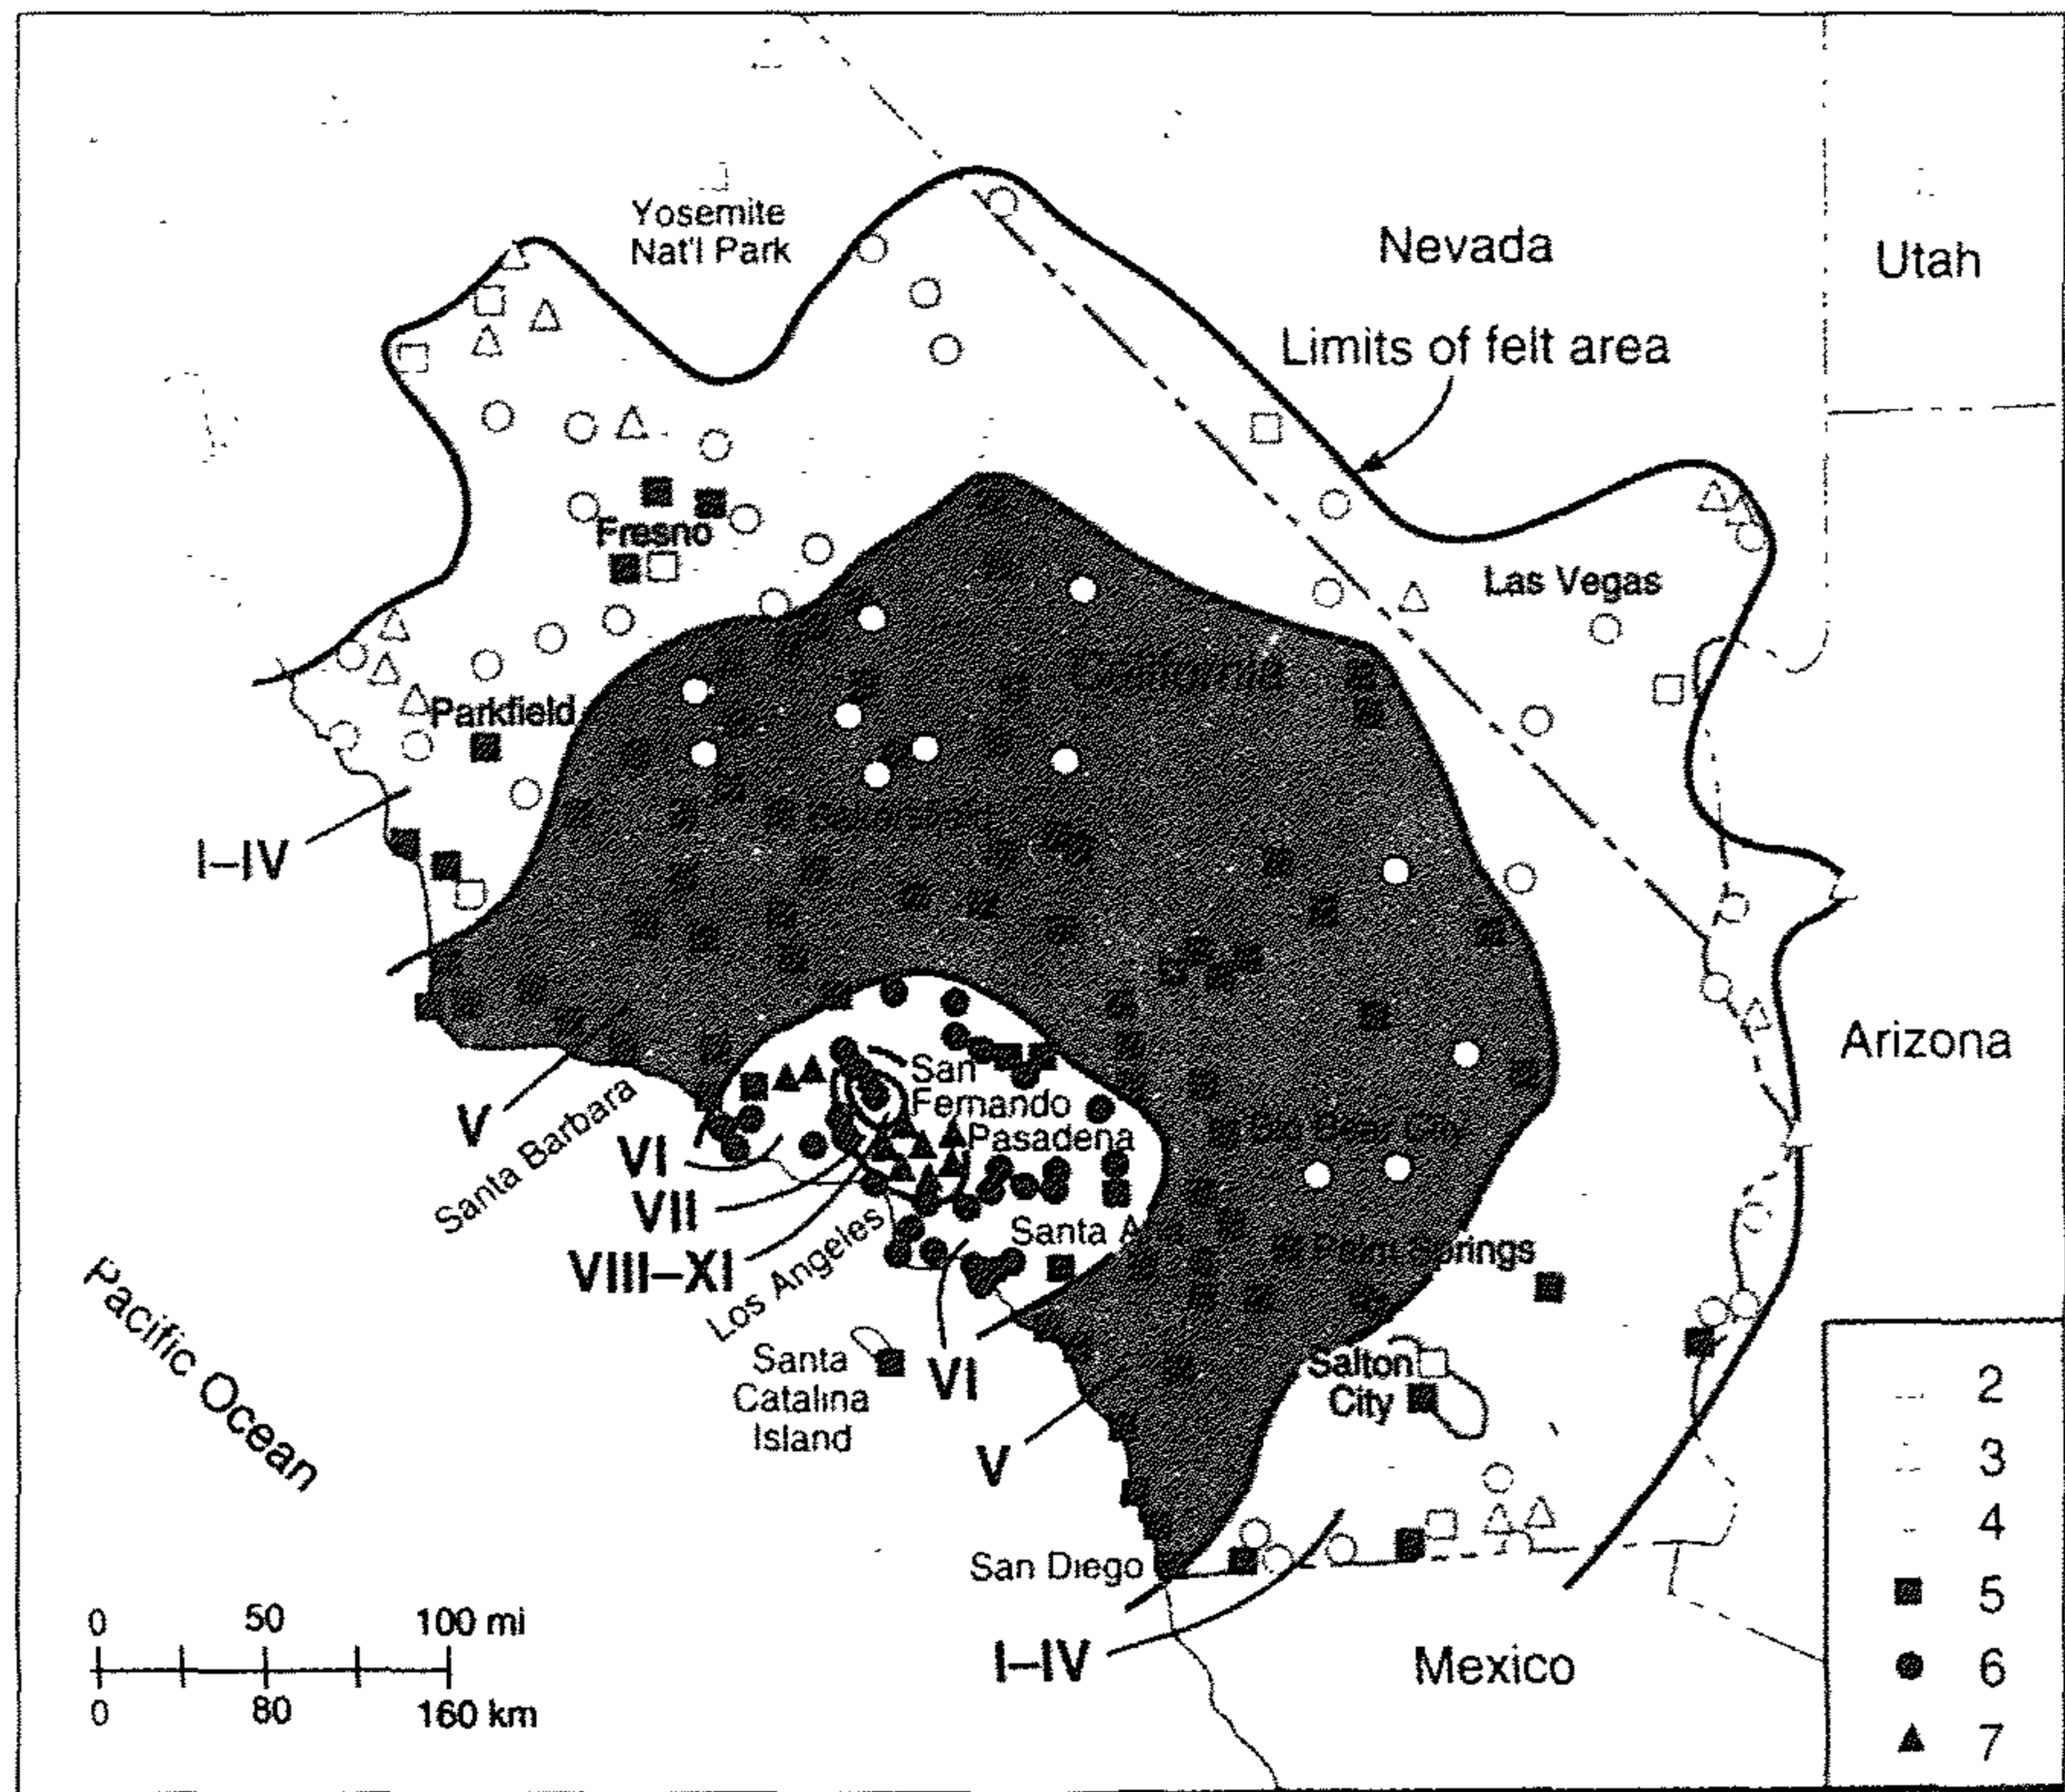 Yosemite
Nat'l Park
Nevada
Utah
Limits of felt area
Fresno
Las Vegas
California
Parkfield
I–IV
Arizona
San
Fernando
Pasadena
V
Santa Barbara
VI
VII
VIII–XI
Los Angeles
Santa A
Palm Springs
Pacific Ocean
Santa
Catalina
Island
VI
Salton
City
V
San Diego
I–IV
Mexico
0 50 100 mi
0 80 160 km
2
3
4
5
6
7